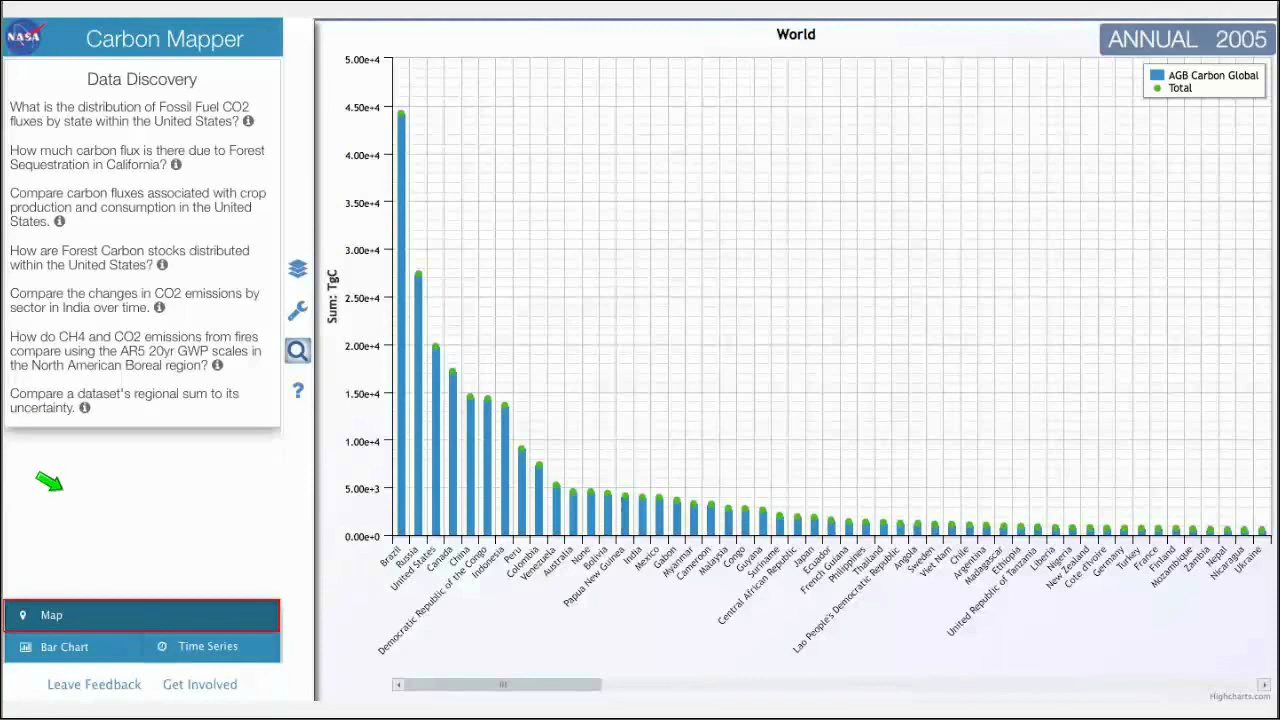 NASA
Carbon Mapper
Data Discovery
What is the distribution of Fossil Fuel CO2
fluxes by state within the United States?
How much carbon flux is there due to Forest
Sequestration in California?
Compare carbon fluxes associated with crop
production and consumption in the United
States.
How are Forest Carbon stocks distributed
within the United States?
Compare the changes in CO2 emissions by
sector in India over time.
How do CH4 and CO2 emissions from fires
compare using the AR5 20yr GWP scales in
the North American Boreal region?
Compare a dataset's regional sum to its
uncertainty.
?
Map
Bar Chart
Time Series
Leave Feedback
Get Involved
World
ANNUAL 2005
AGB Carbon Global
Total
Sum: TgC
5.00e+4
4.50e+4
4.00e+4
3.50e+4
3.00e+4
2.50e+4
2.00e+4
1.50e+4
1.00e+4
5.00e+3
0.00e+0
Brazil
Russia
United States
Canada
China
Democratic Republic of the Congo
Indonesia
Peru
Colombia
Venezuela
Australia
None
Bolivia
Papua New Guinea
India
Mexico
Gabon
Myanmar
Cameroon
Malaysia
Congo
Guyana
Suriname
Central African Republic
Japan
Ecuador
French Guiana
Philippines
Thailand
Lao People's Democratic Republic
Angola
Sweden
Viet Nam
Chile
Argentina
Madagascar
Ethiopia
United Republic of Tanzania
Liberia
Nigeria
New Zealand
Cote d'Ivoire
Germany
Turkey
France
Finland
Mozambique
Zambia
Nepal
Nicaragua
Ukraine
Highcharts.com